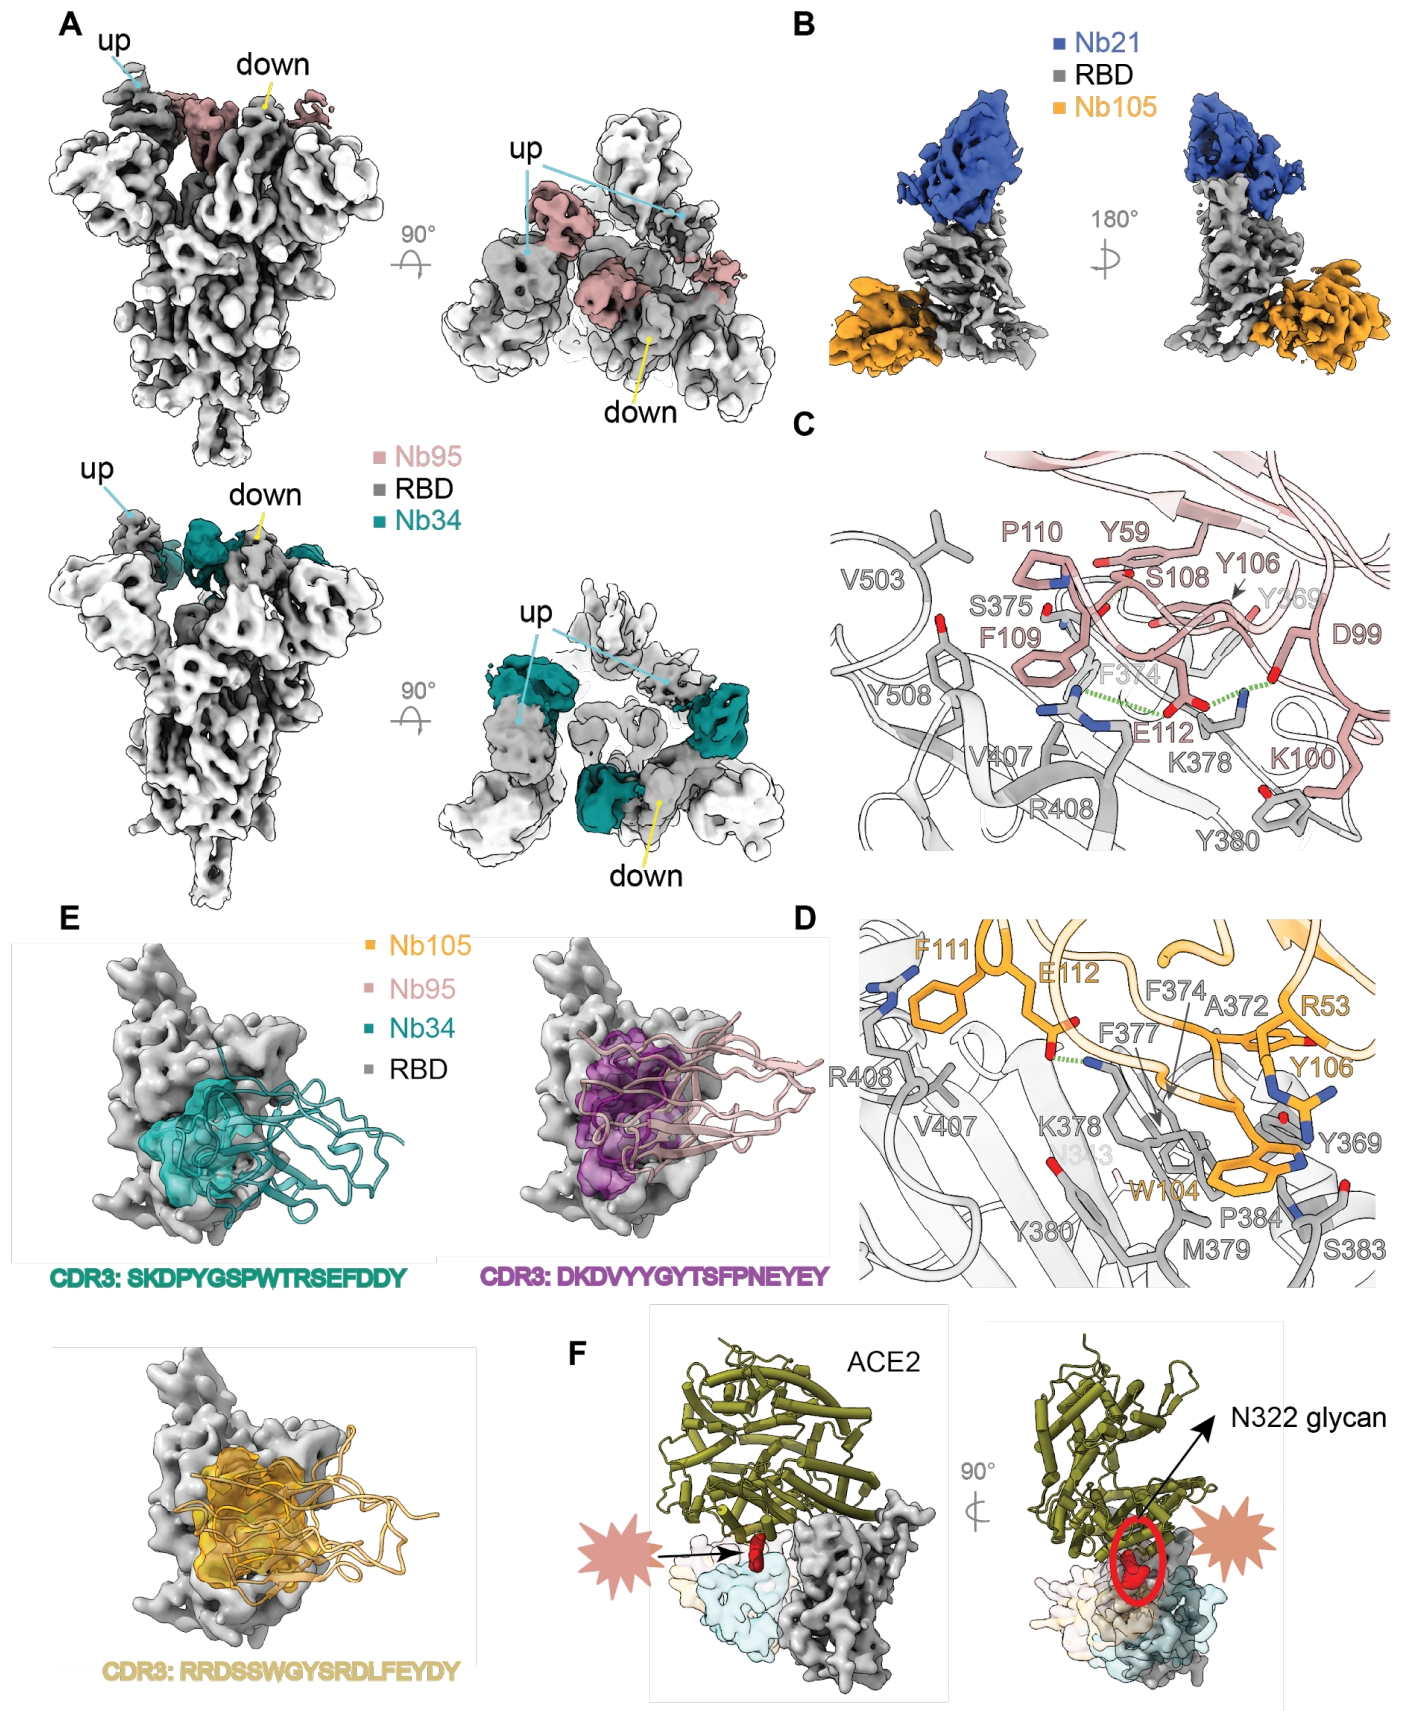 A
up
down
90°
up
down
B
Nb21
RBD
Nb105
180°
Nb95
RBD
Nb34
up
down
90°
up
down
C
P110
Y59
Y106
V503
S108
S375
Y369
F109
D99
F374
Y508
E112
V407
K378
K100
R408
Y380
D
F111
E112
F374
A372
R53
F377
R408
Y106
V407
K378
Y369
N343
W104
Y380
P384
M379
S383
E
Nb105
Nb95
Nb34
RBD
CDR3: SKDPYGSPWTRSEFDDY
CDR3: DKDVYYGYTSFPNEYEY
CDR3: RRDSSWGYSRDLFEYDY
F
ACE2
90°
N322 glycan